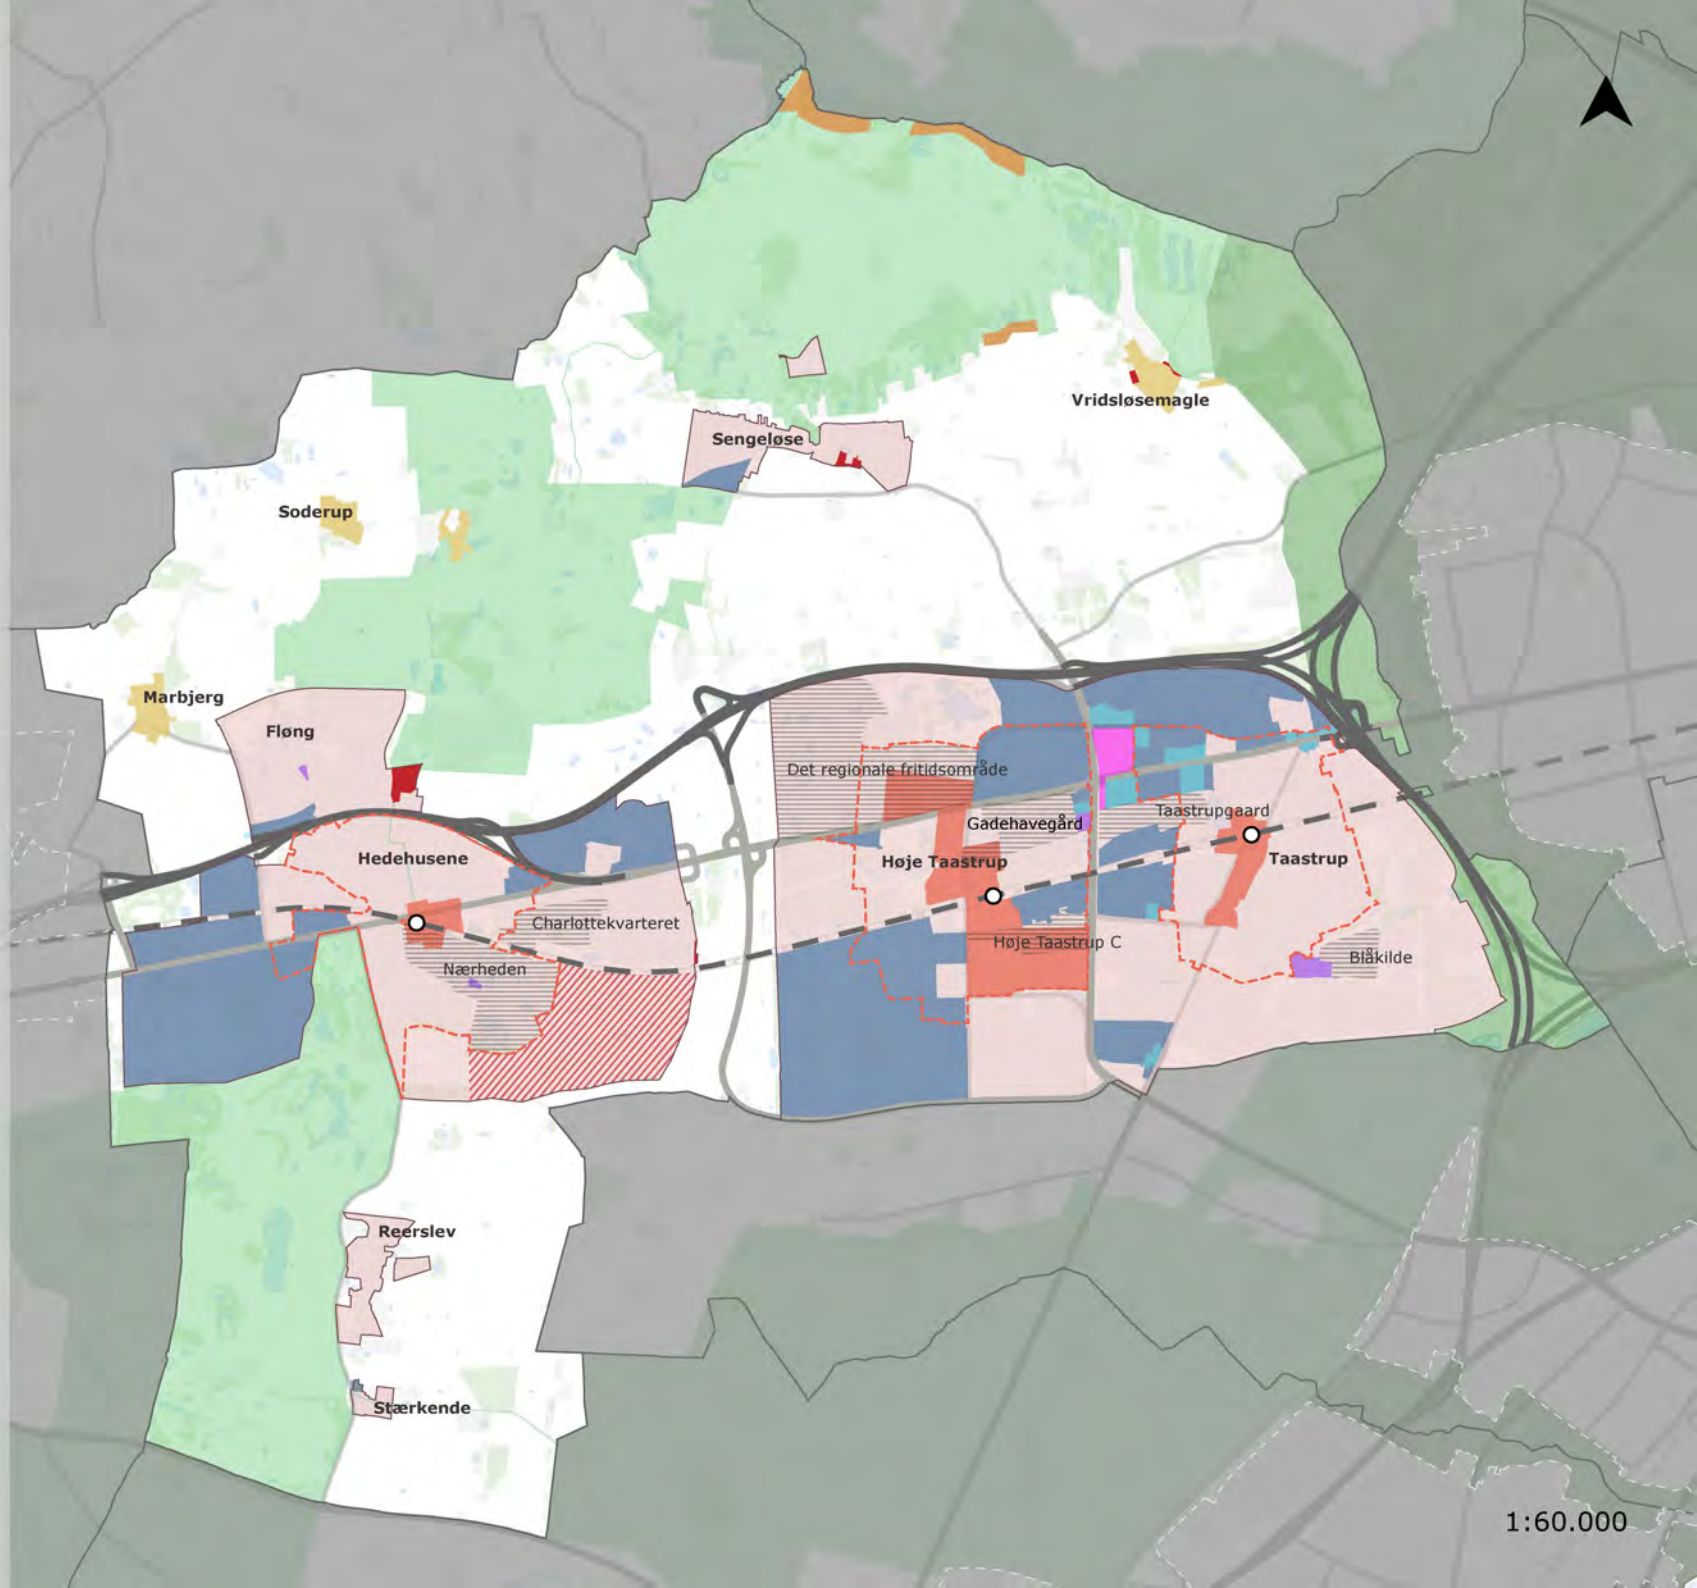 Vridsløsemagle
Sengeløse
Soderup
Marbjerg
Fløng
Det regionale fritidsområde
Taastrupgaard
Gadehavegård
Hedehusene
Høje Taastrup
Taastrup
Charlottekvarteret
Høje Taastrup C
Blåkilde
Nærheden
Reerslev
Stærkende
1:60.000